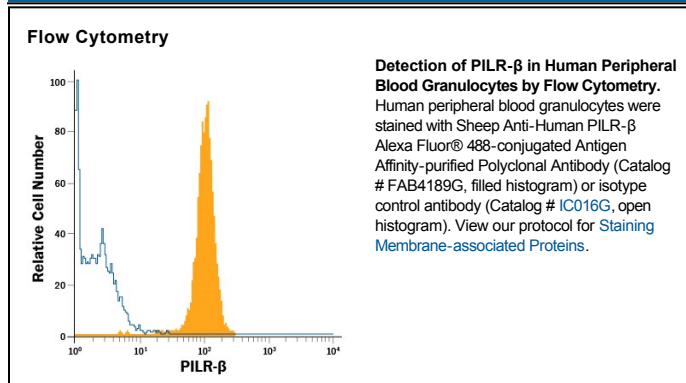 Flow Cytometry
Detection of PILR-β in Human Peripheral
Blood Granulocytes by Flow Cytometry.
Human peripheral blood granulocytes were
stained with Sheep Anti-Human PILR-β
Alexa Fluor® 488-conjugated Antigen
Affinity-purified Polyclonal Antibody (Catalog
# FAB4189G, filled histogram) or isotype
control antibody (Catalog # IC016G, open
histogram). View our protocol for Staining
Membrane-associated Proteins.
Relative Cell Number
100
80
60
40
20
0
10⁰ 10¹ 10² 10³ 10⁴
PILR-β